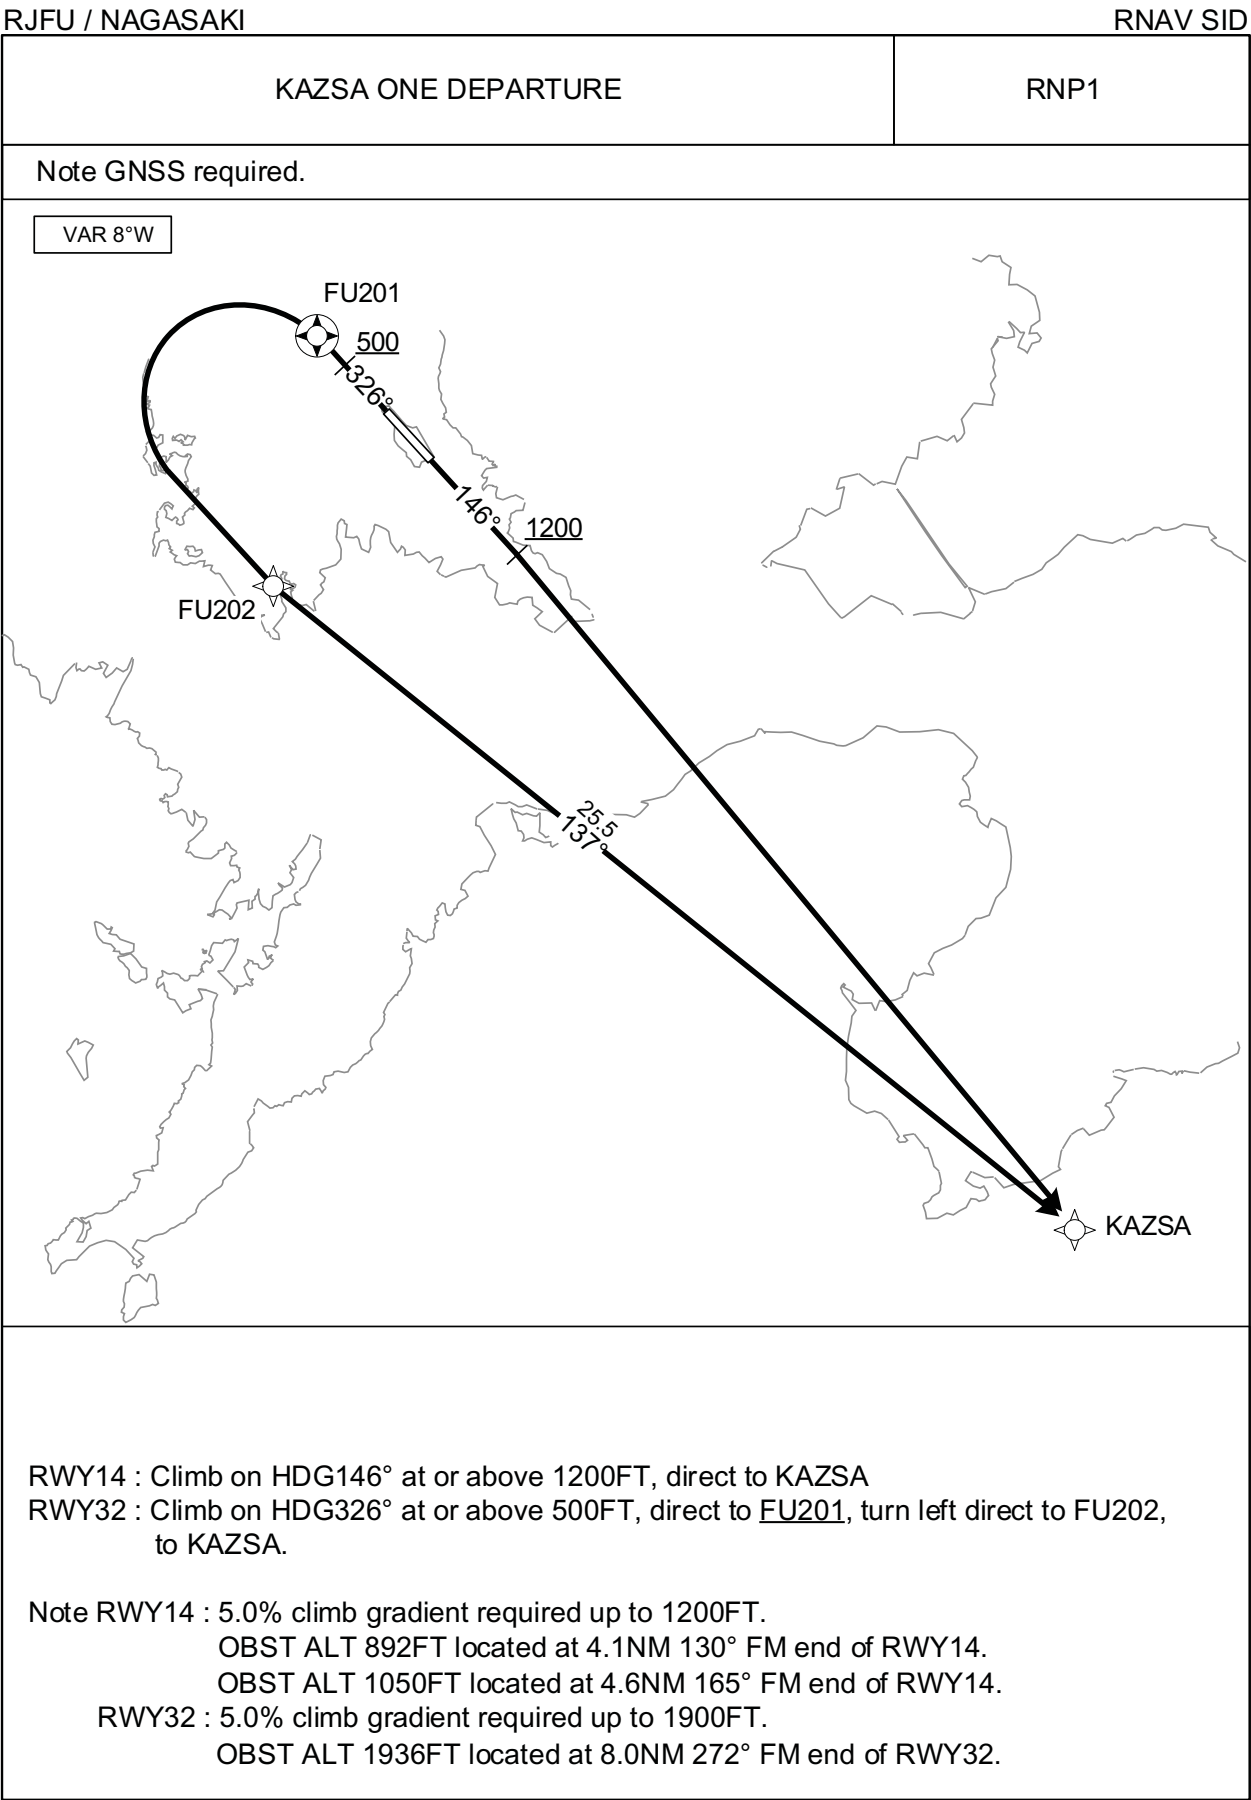 RJFU / NAGASAKI
RNAV SID
KAZSA ONE DEPARTURE
RNP1
Note GNSS required.
VAR 8°W
FU201
500
326°
146°
1200
FU202
25.5
137°
KAZSA
RWY14 : Climb on HDG146° at or above 1200FT, direct to KAZSA
RWY32 : Climb on HDG326° at or above 500FT, direct to FU201, turn left direct to FU202,
to KAZSA.
Note RWY14 : 5.0% climb gradient required up to 1200FT.
OBST ALT 892FT located at 4.1NM 130° FM end of RWY14.
OBST ALT 1050FT located at 4.6NM 165° FM end of RWY14.
RWY32 : 5.0% climb gradient required up to 1900FT.
OBST ALT 1936FT located at 8.0NM 272° FM end of RWY32.